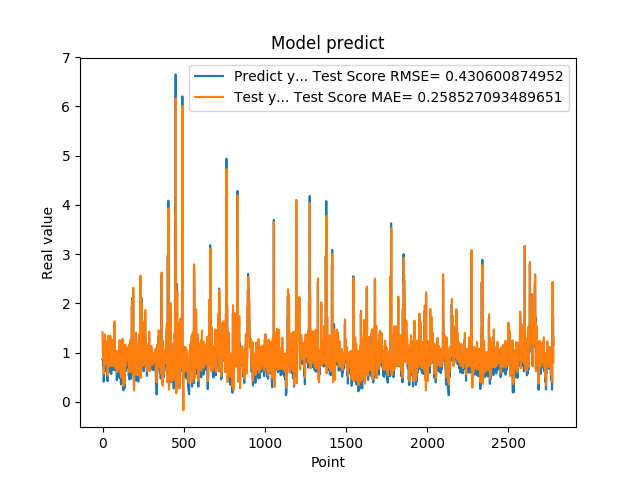 Model predict
Predict y... Test Score RMSE= 0.430600874952
Test y... Test Score MAE= 0.258527093489651
7
6
5
4
3
2
1
0
Real value
0 500 1000 1500 2000 2500
Point